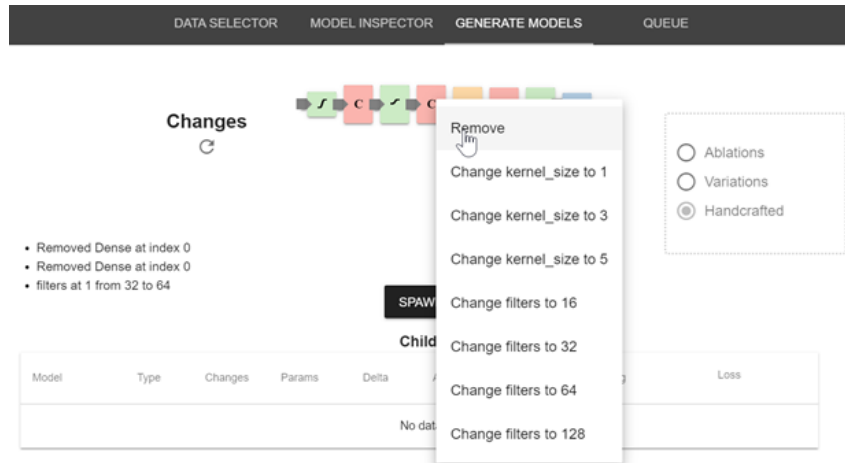 DATA SELECTOR MODEL INSPECTOR GENERATE MODELS QUEUE
ʃ C ʃ C
Changes
Remove
Change kernel_size to 1
Change kernel_size to 3
Change kernel_size to 5
Change filters to 16
Change filters to 32
Change filters to 64
Change filters to 128
Ablations
Variations
Handcrafted
• Removed Dense at index 0
• Removed Dense at index 0
• filters at 1 from 32 to 64
SPAW
Child
Model Type Changes Params Delta Loss
No dat